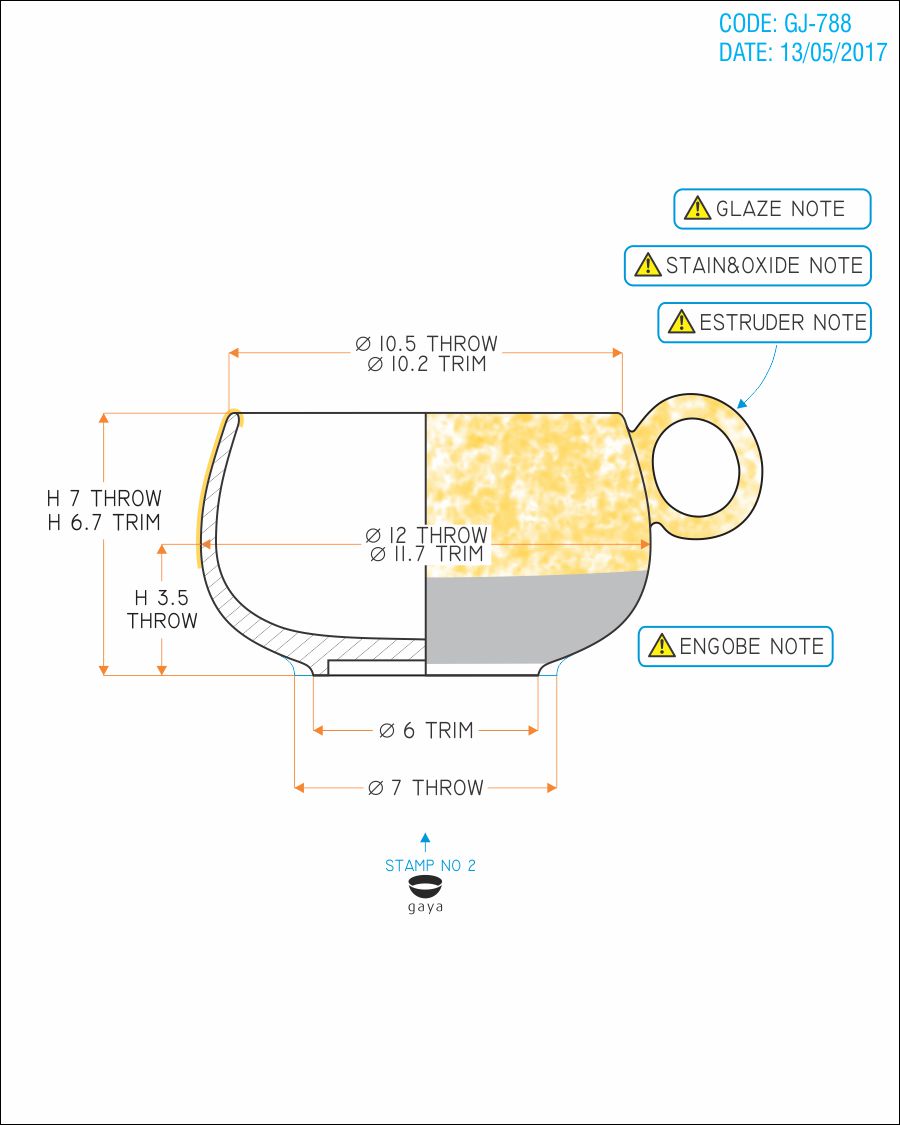 CODE: GJ-788
DATE: 13/05/2017
GLAZE NOTE
STAIN&OXIDE NOTE
ESTRUDER NOTE
Ø 10.5 THROW
Ø 10.2 TRIM
H 7 THROW
H 6.7 TRIM
Ø 12 THROW
Ø 11.7 TRIM
H 3.5
THROW
ENGOBE NOTE
Ø 6 TRIM
Ø 7 THROW
STAMP NO 2
gaya